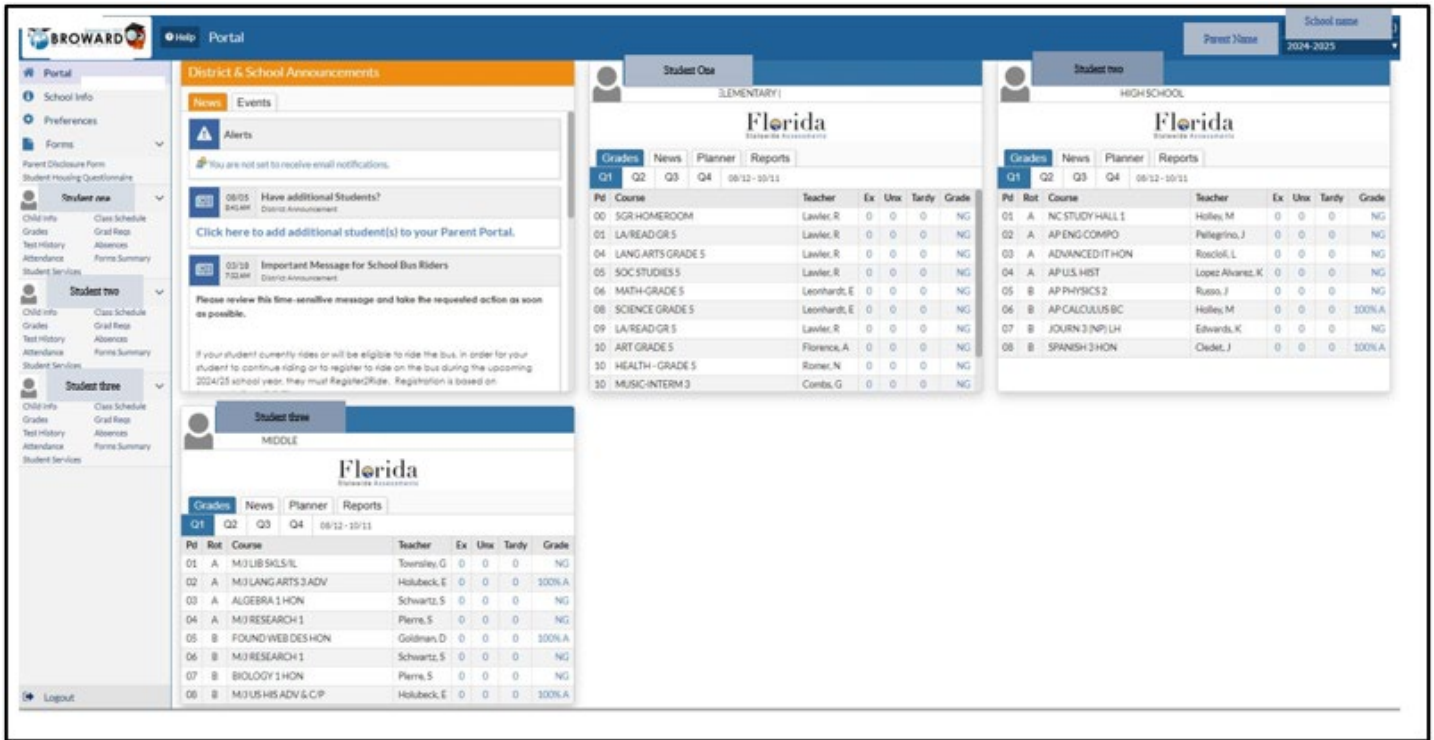 BROWARD
Help Portal
Parent Name
School name
2024-2025
Portal
School Info
Preferences
Forms
Parent Disclosure Form
Student Housing Questionnaire
Student one
Child Info Class Schedule
Grades Grad Reqs
Test History Absences
Attendance Forms Summary
Student Services
Student two
Child Info Class Schedule
Grades Grad Reqs
Test History Absences
Attendance Forms Summary
Student Services
Student three
Child Info Class Schedule
Grades Grad Reqs
Test History Absences
Attendance Forms Summary
Student Services
Logout
District & School Announcements
News Events
Alerts
You are not set to receive email notifications.
08/05 Have additional Students?
District Announcement
Click here to add additional student(s) to your Parent Portal.
03/18 Important Message for School Bus Riders
7:02 AM District Announcement
Please review this time-sensitive message and take the requested action as soon
as possible.
If your student currently rides or will be eligible to ride the bus, in order for your
student to continue riding or to register to ride on the bus during the upcoming
2024/25 school year, they must Register2Ride. Registration is based on
Student One
ELEMENTARY (
Florida
Statewide Assessments
Grades News Planner Reports
Q1 Q2 Q3 Q4 08/12 - 10/11
Pd Course Teacher Ex Unx Tardy Grade
00 5GR HOMEROOM Lawler, R 0 0 0 NG
01 LA/READ GR 5 Lawler, R 0 0 0 NG
04 LANG ARTS GRADE 5 Lawler, R 0 0 0 NG
05 SOC STUDIES 5 Lawler, R 0 0 0 NG
06 MATH-GRADE 5 Leonhardt, E 0 0 0 NG
08 SCIENCE GRADE 5 Leonhardt, E 0 0 0 NG
09 LA/READ GR 5 Lawler, R 0 0 0 NG
10 ART GRADE 5 Florence, A 0 0 0 NG
10 HEALTH - GRADE 5 Romer, N 0 0 0 NG
10 MUSIC-INTERM 3 Combs, G 0 0 0 NG
Student two
HIGH SCHOOL
Florida
Statewide Assessments
Grades News Planner Reports
Q1 Q2 Q3 Q4 08/12 - 10/11
Pd Rot Course Teacher Ex Unx Tardy Grade
01 A NC STUDY HALL 1 Holley, M 0 0 0 NG
02 A AP ENG COMPO Pellegrino, J 0 0 0 NG
03 A ADVANCED IT HON Roscioli, L 0 0 0 NG
04 A AP U.S. HIST Lopez Alvarez, K 0 0 0 NG
05 B AP PHYSICS 2 Russo, J 0 0 0 NG
06 B AP CALCULUS BC Holley, M 0 0 0 100% A
07 B JOURN 3 (NP) LH Edwards, K 0 0 0 NG
08 B SPANISH 3 HON Cledet, J 0 0 0 100% A
Student three
MIDDLE
Florida
Statewide Assessments
Grades News Planner Reports
Q1 Q2 Q3 Q4 08/12 - 10/11
Pd Rot Course Teacher Ex Unx Tardy Grade
01 A M/J LIB SKLS/IL Townsley, G 0 0 0 NG
02 A M/J LANG ARTS 3 ADV Holubeck, E 0 0 0 100% A
03 A ALGEBRA 1 HON Schwartz, S 0 0 0 NG
04 A M/J RESEARCH 1 Pierre, S 0 0 0 NG
05 B FOUND WEB DES HON Goldman, D 0 0 0 100% A
06 B M/J RESEARCH 1 Schwartz, S 0 0 0 NG
07 B BIOLOGY 1 HON Pierre, S 0 0 0 NG
08 B M/J US HIS ADV & C/P Holubeck, E 0 0 0 100% A